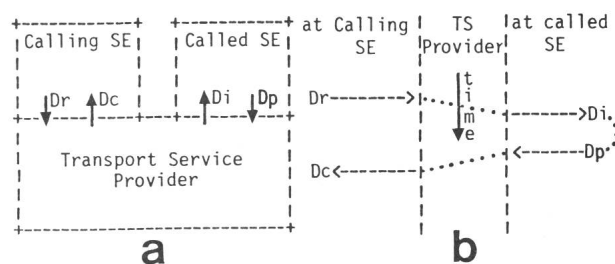 Calling SE
Called SE
Dr
Dc
Di
Dp
Transport Service
Provider
a
at Calling
SE
TS
Provider
at called
SE
time
Dr
Di
Dp
Dc
b